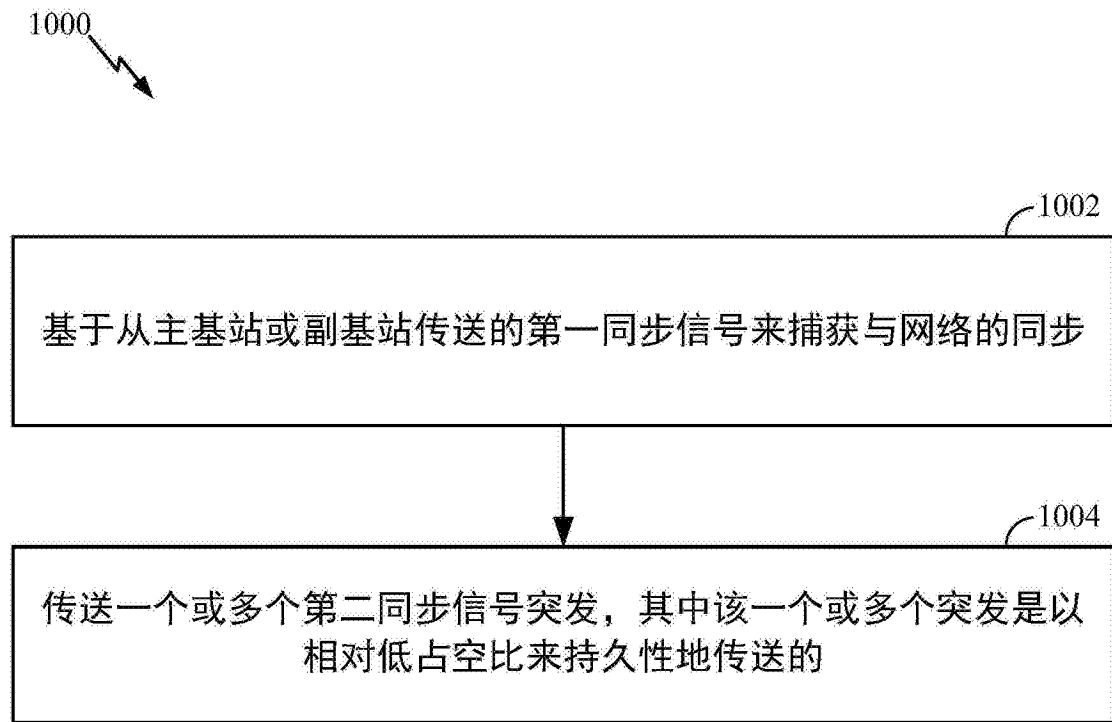 1000
1002
基于从主基站或副基站传送的第一同步信号来捕获与网络的同步
1004
传送一个或多个第二同步信号突发，其中该一个或多个突发是以
相对低占空比来持久性地传送的